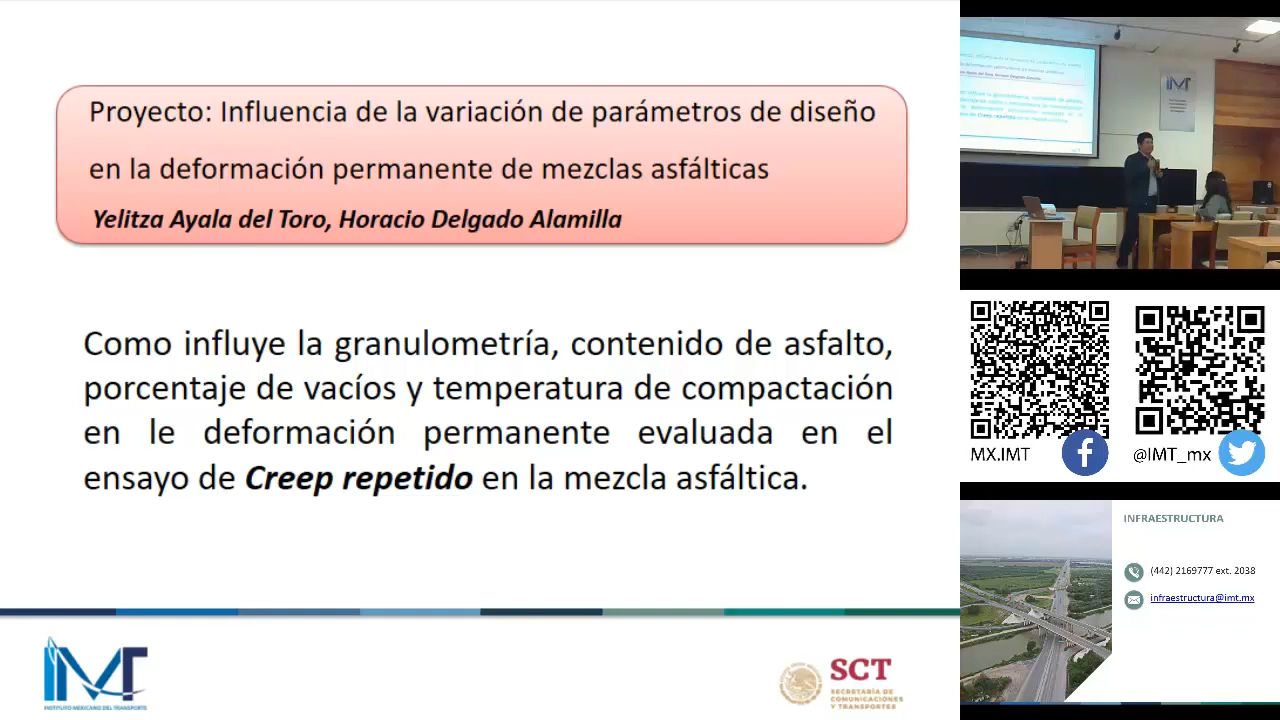 Proyecto: Influencia de la variación de parámetros de diseño
en la deformación permanente de mezclas asfálticas
Yelitza Ayala del Toro, Horacio Delgado Alamilla
Como influye la granulometría, contenido de asfalto,
porcentaje de vacíos y temperatura de compactación
en le deformación permanente evaluada en el
ensayo de Creep repetido en la mezcla asfáltica.
IMT
INSTITUTO MEXICANO DEL TRANSPORTE
SCT
SECRETARÍA DE
COMUNICACIONES
Y TRANSPORTES
IMT
MX.IMT
@IMT_mx
INFRAESTRUCTURA
(442) 2169777 ext. 2038
infraestructura@imt.mx